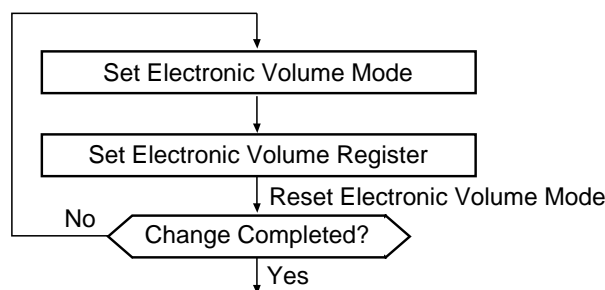 Set Electronic Volume Mode
Set Electronic Volume Register
Reset Electronic Volume Mode
No
Change Completed?
Yes